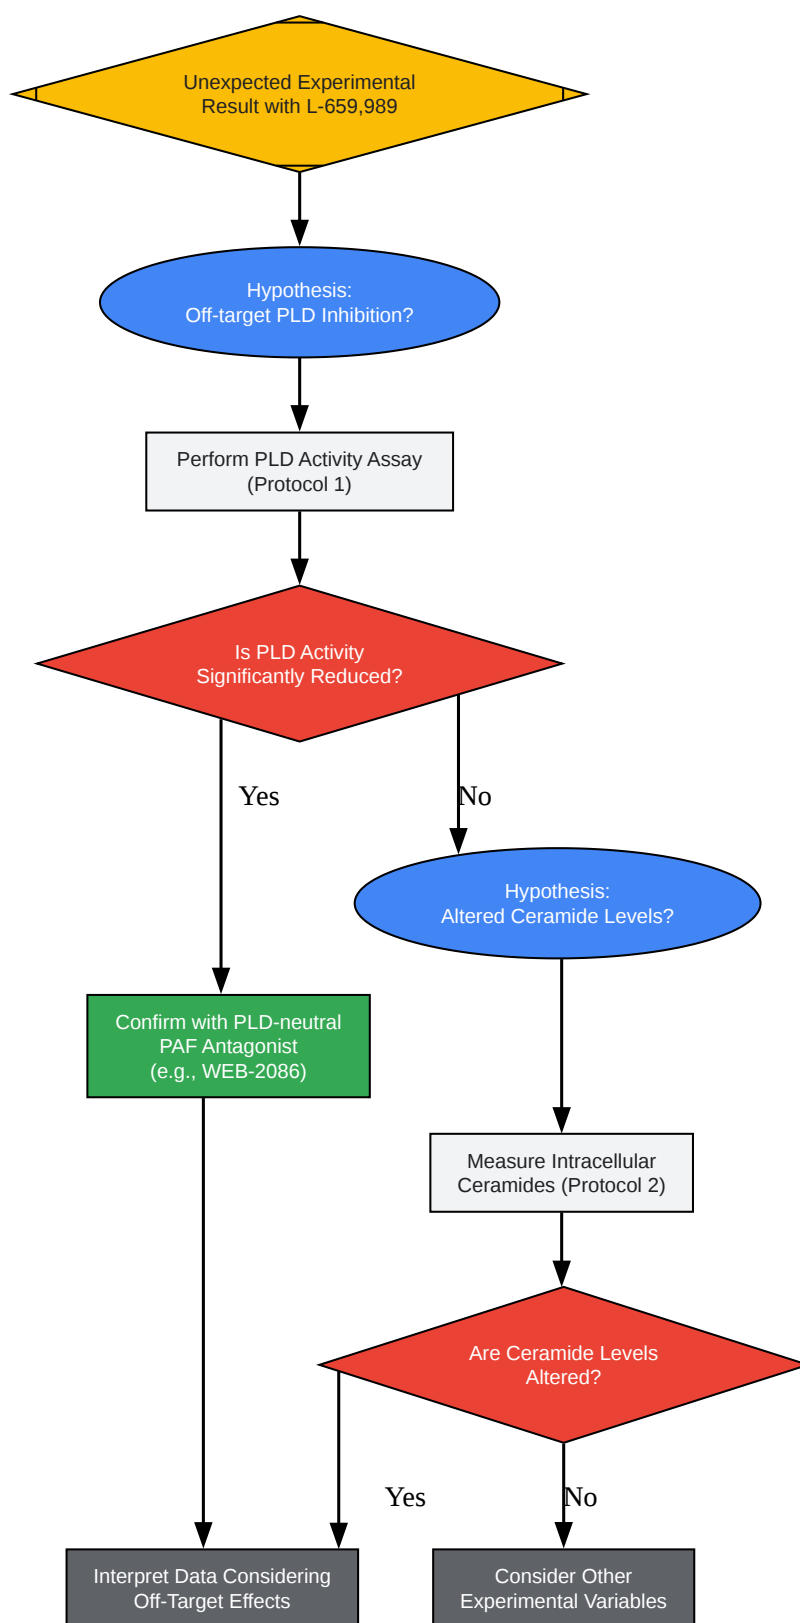 Unexpected Experimental
Result with L-659,989
Hypothesis:
Off-target PLD Inhibition?
Perform PLD Activity Assay
(Protocol 1)
Is PLD Activity
Significantly Reduced?
Yes
No
Hypothesis:
Altered Ceramide Levels?
Confirm with PLD-neutral
PAF Antagonist
(e.g., WEB-2086)
Measure Intracellular
Ceramides (Protocol 2)
Are Ceramide Levels
Altered?
Yes
No
Interpret Data Considering
Off-Target Effects
Consider Other
Experimental Variables